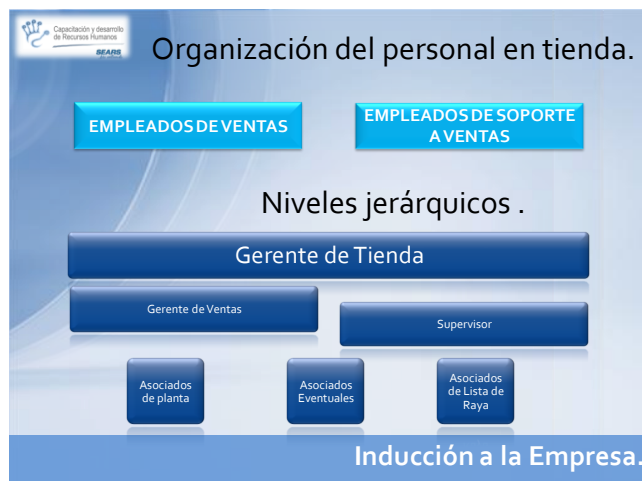 Capacitación y desarrollo
de Recursos Humanos
SEARS
Organización del personal en tienda.
EMPLEADOS DE VENTAS
EMPLEADOS DE SOPORTE
A VENTAS
Niveles jerárquicos .
Gerente de Tienda
Gerente de Ventas
Supervisor
Asociados
de planta
Asociados
Eventuales
Asociados
de Lista de
Raya
Inducción a la Empresa.